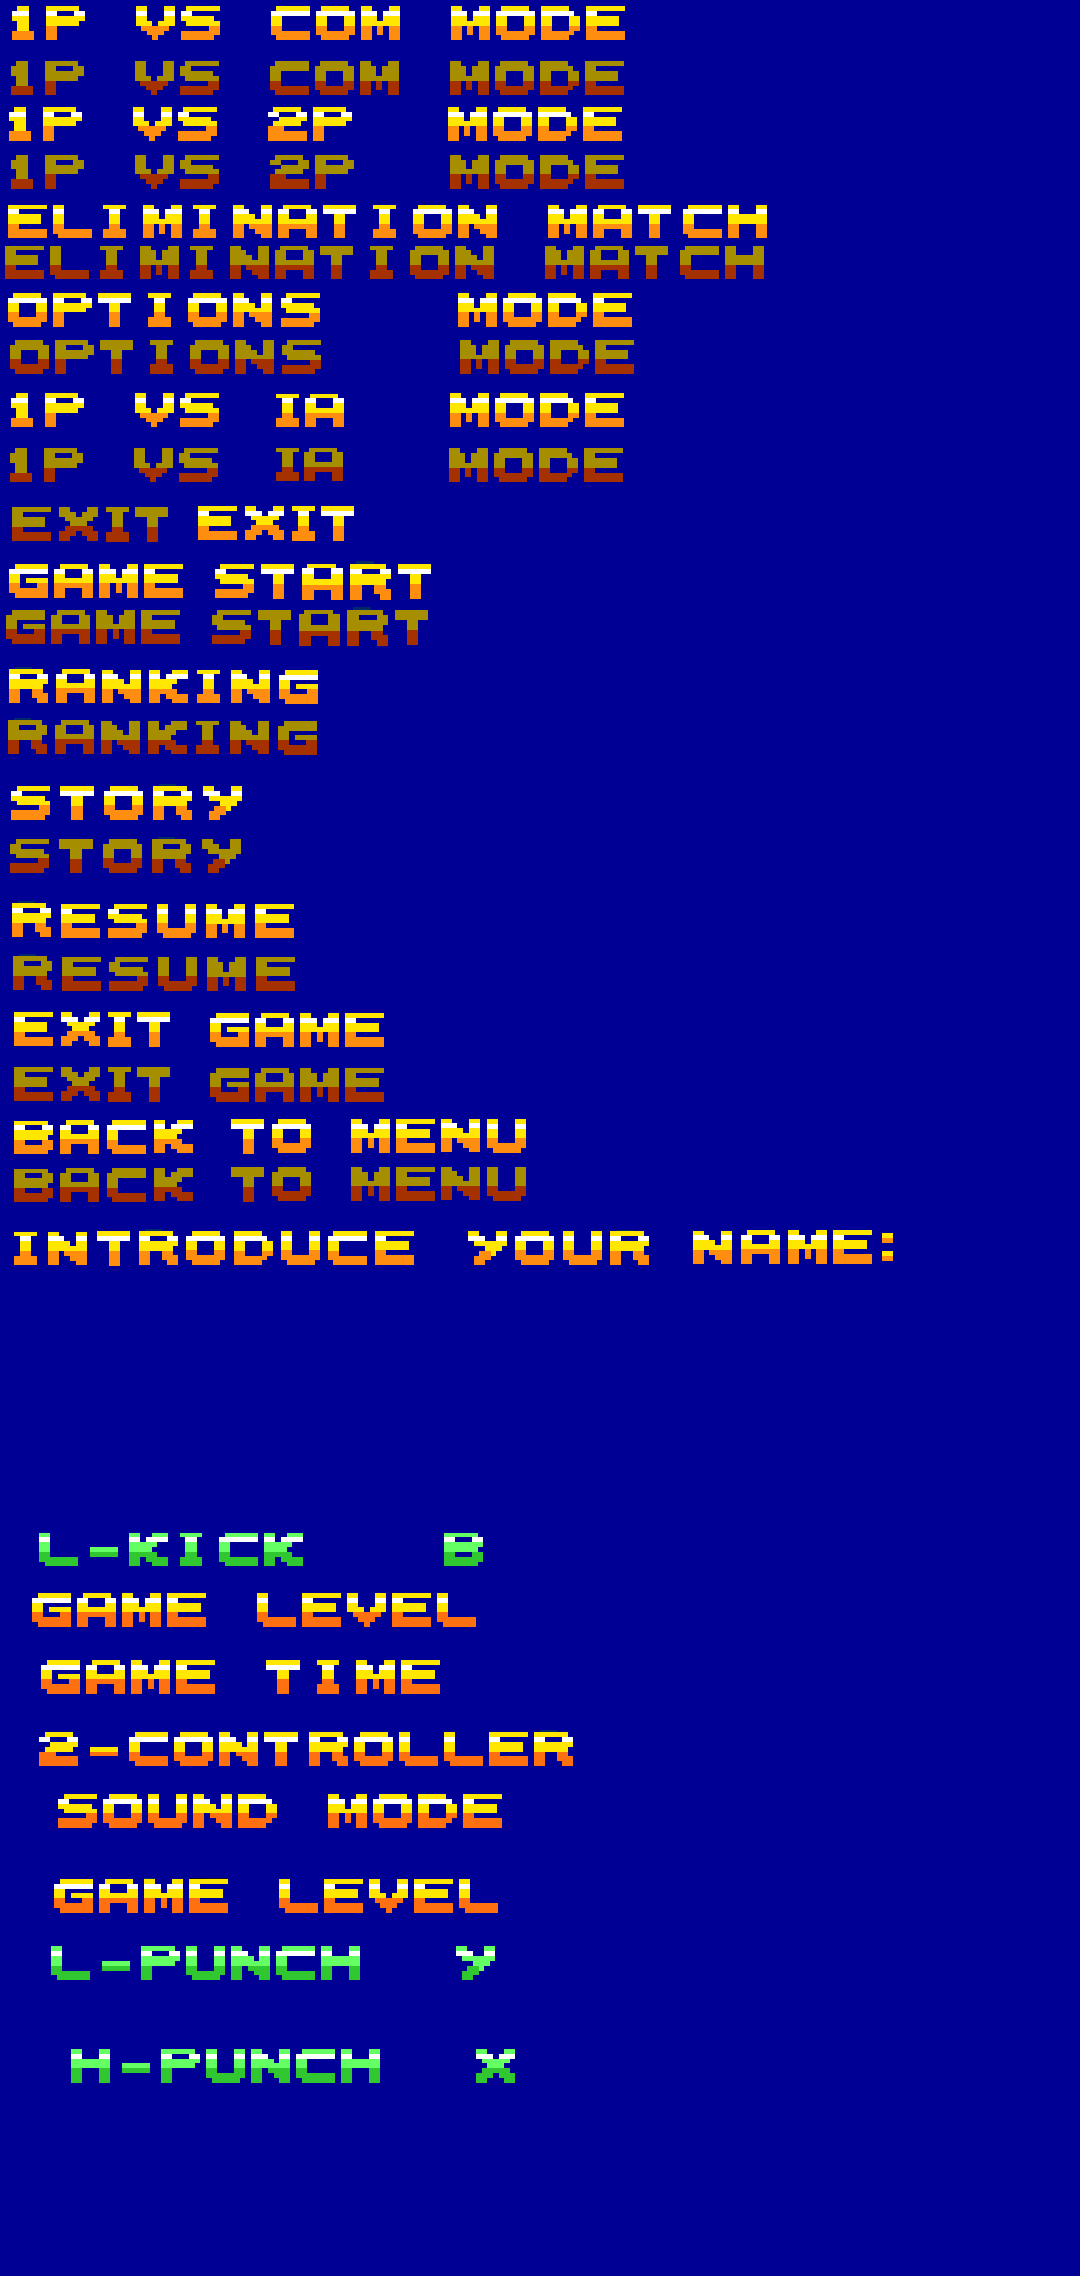 1P VS COM MODE
1P VS COM MODE
1P VS 2P MODE
1P VS 2P MODE
ELIMINATION MATCH
ELIMINATION MATCH
OPTIONS MODE
OPTIONS MODE
1P VS IA MODE
1P VS IA MODE
EXIT EXIT
GAME START
GAME START
RANKING
RANKING
STORY
STORY
RESUME
RESUME
EXIT GAME
EXIT GAME
BACK TO MENU
BACK TO MENU
INTRODUCE YOUR NAME:
L-KICK B
GAME LEVEL
GAME TIME
2-CONTROLLER
SOUND MODE
GAME LEVEL
L-PUNCH Y
H-PUNCH X